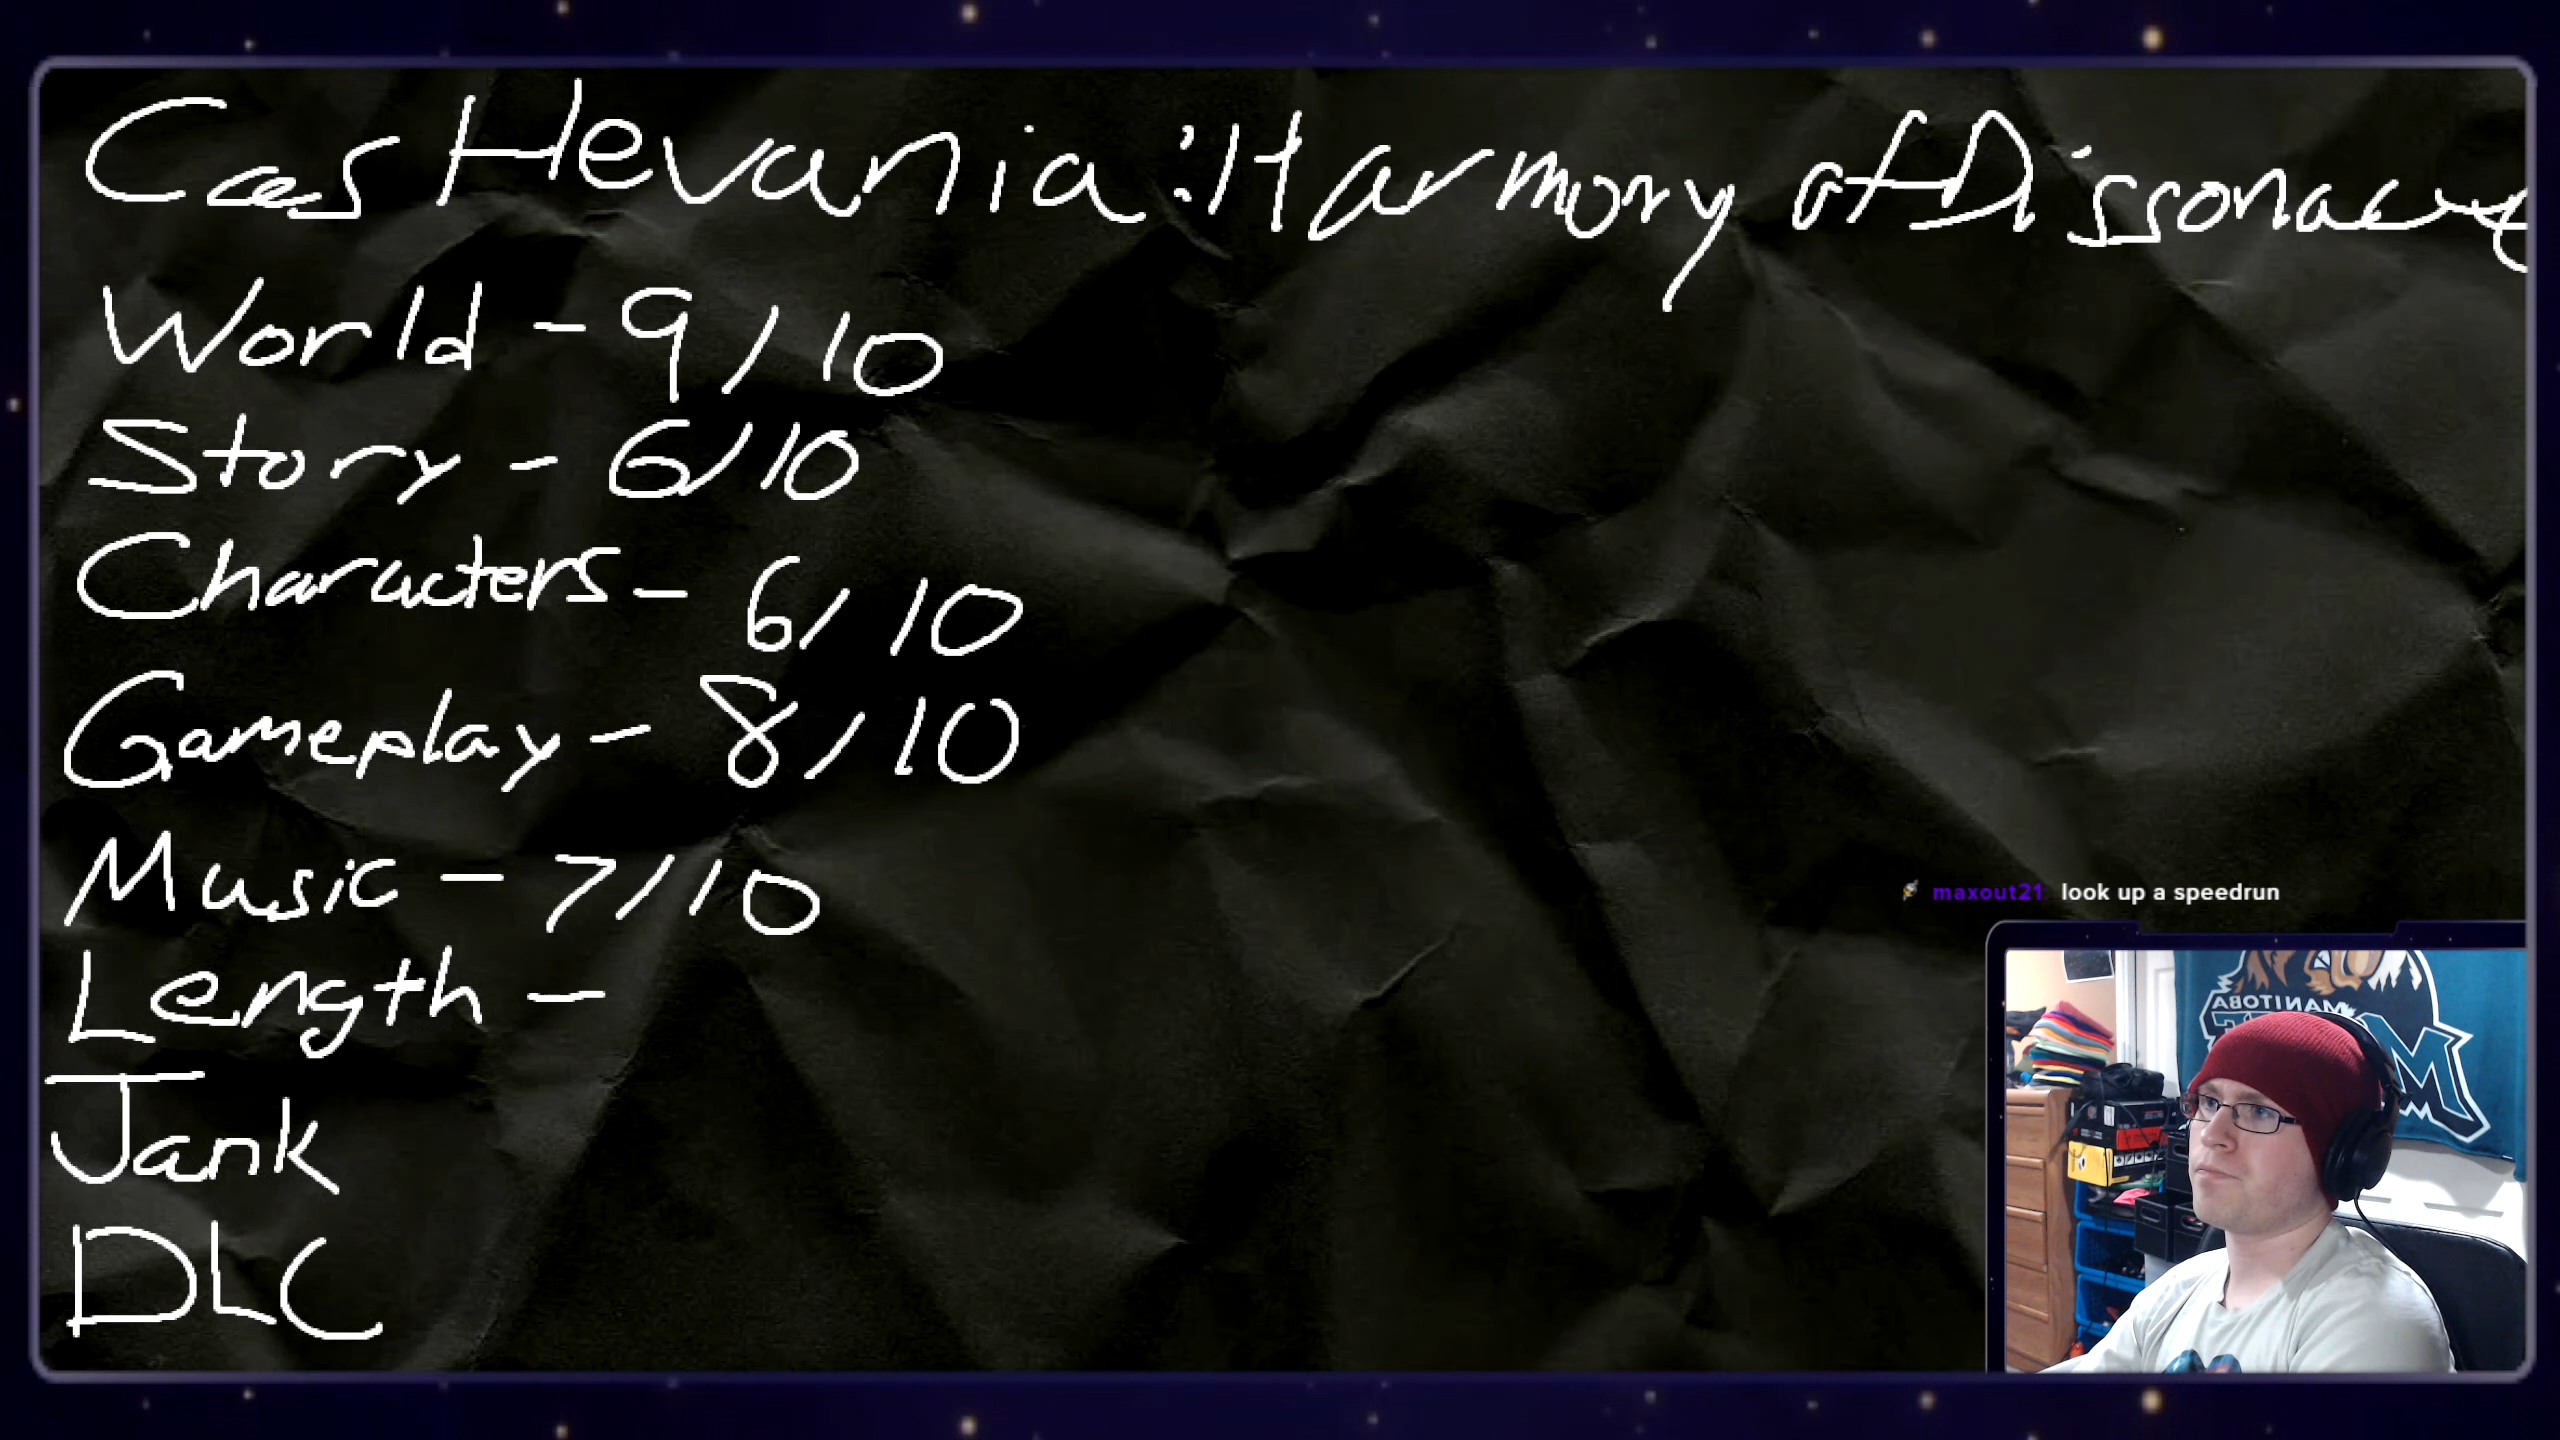 Castlevania: Harmony of Dissonance
World - 9/10
Story - 6/10
Characters - 6/10
Gameplay - 8/10
Music - 7/10
Length -
Jank
DLC
maxout21 look up a speedrun
MANITOBA
M